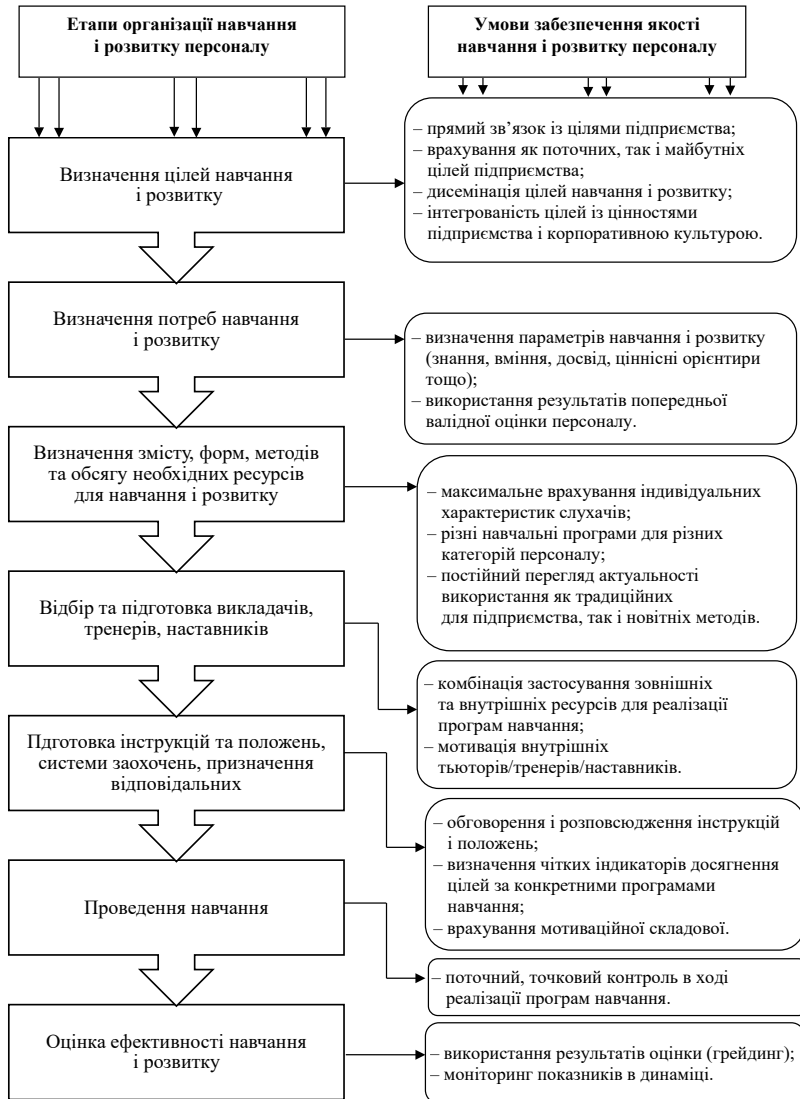 Етапи організації навчання
і розвитку персоналу
Умови забезпечення якості
навчання і розвитку персоналу
Визначення цілей навчання
і розвитку
– прямий зв’язок із цілями підприємства;
– врахування як поточних, так і майбутніх
цілей підприємства;
– дисемінація цілей навчання і розвитку;
– інтегрованість цілей із цінностями
підприємства і корпоративною культурою.
Визначення потреб навчання
і розвитку
– визначення параметрів навчання і розвитку
(знання, вміння, досвід, ціннісні орієнтири
тощо);
– використання результатів попередньої
валідної оцінки персоналу.
Визначення змісту, форм, методів
та обсягу необхідних ресурсів
для навчання і розвитку
– максимальне врахування індивідуальних
характеристик слухачів;
– різні навчальні програми для різних
категорій персоналу;
– постійний перегляд актуальності
використання як традиційних
для підприємства, так і новітніх методів.
Відбір та підготовка викладачів,
тренерів, наставників
– комбінація застосування зовнішніх
та внутрішніх ресурсів для реалізації
програм навчання;
– мотивація внутрішніх
тьюторів/тренерів/наставників.
Пдготовка інструкцій та положень,
системи заохочень, призначення
відповідальних
– обговорення і розповсюдження інструкцій
і положень;
– визначення чітких індикаторів досягнення
цілей за конкретними програмами
навчання;
– врахування мотиваційної складової.
Проведення навчання
– поточний, точковий контроль в ході
реалізації програм навчання.
Оцінка ефективності навчання
і розвитку
– використання результатів оцінки (грейдинг);
– моніторинг показників в динаміці.